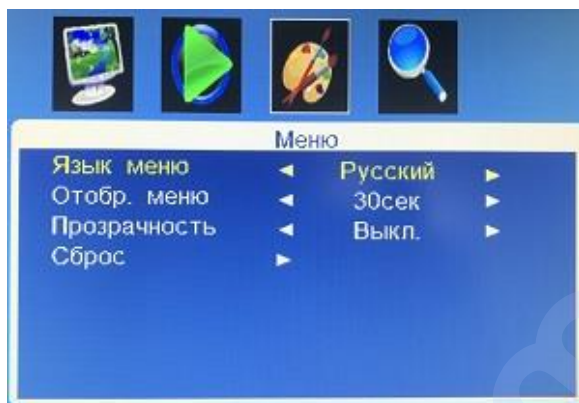 Меню
Язык меню ◄ Русский ►
Отобр. меню ◄ 30сек ►
Прозрачность ◄ Выкл. ►
Сброс ►